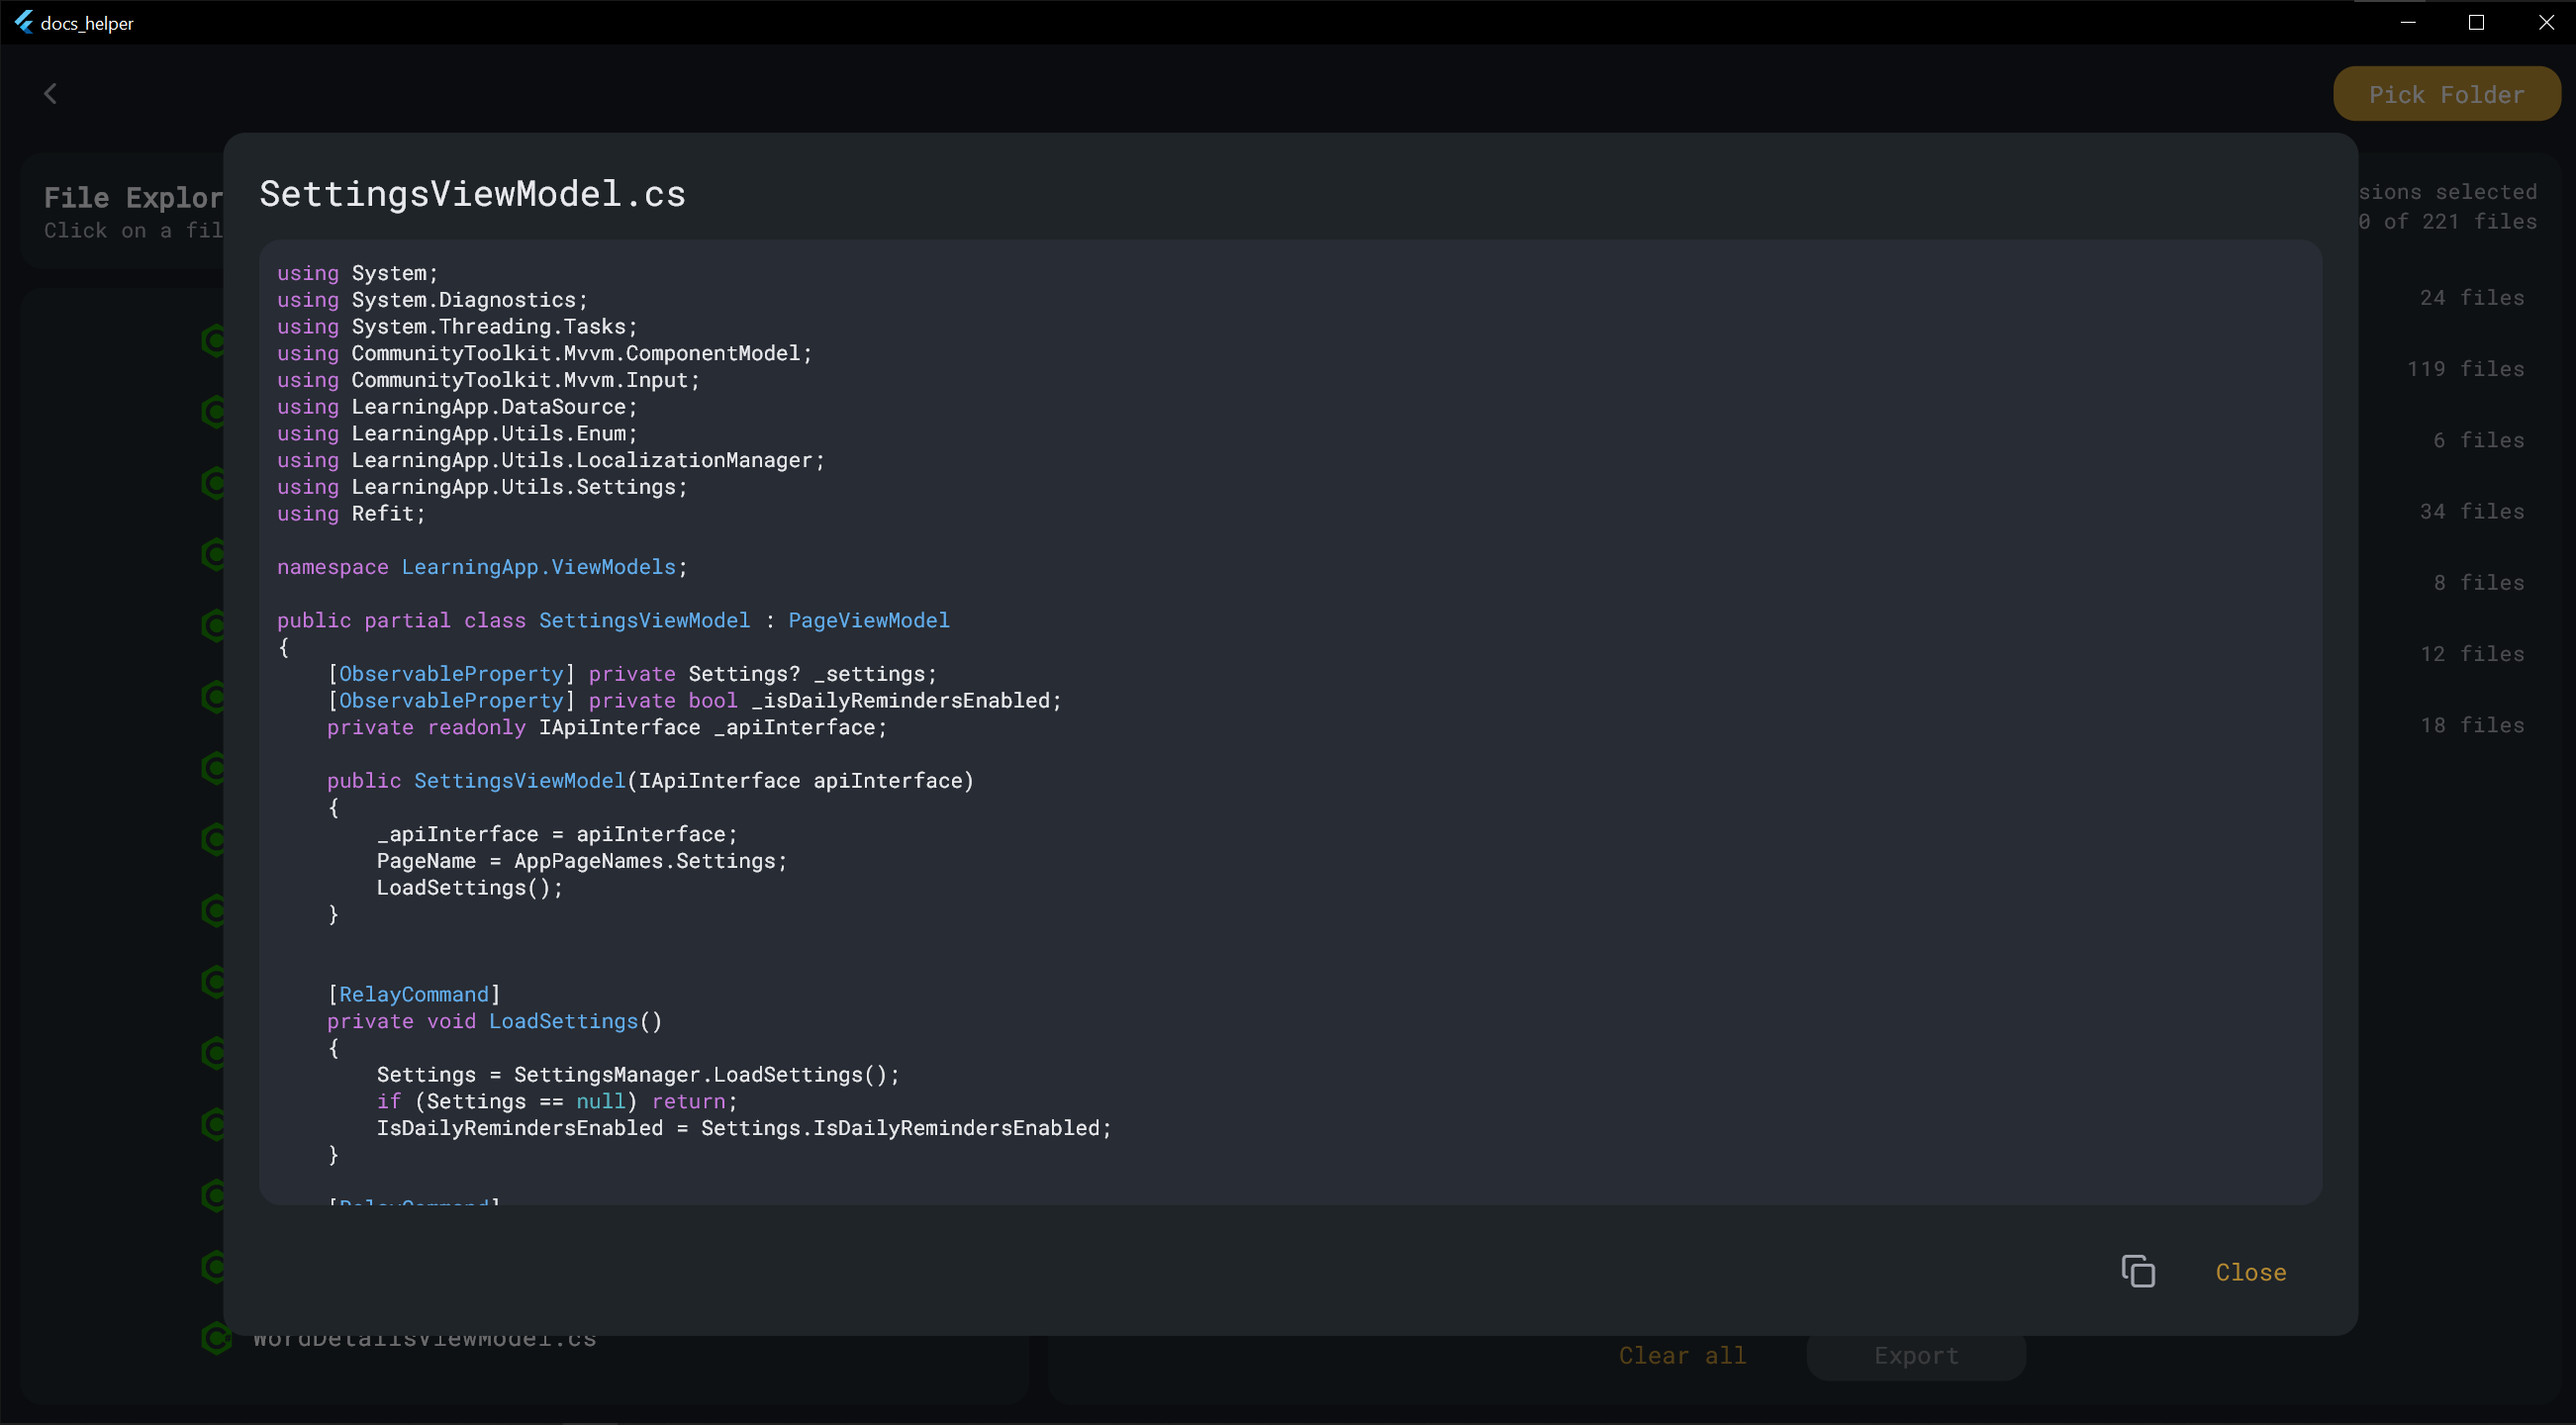 docs_helper
Pick Folder
File Explor
Click on a fil
sions selected
0 of 221 files
24 files
119 files
6 files
34 files
8 files
12 files
18 files
SettingsViewModel.cs
using System;
using System.Diagnostics;
using System.Threading.Tasks;
using CommunityToolkit.Mvvm.ComponentModel;
using CommunityToolkit.Mvvm.Input;
using LearningApp.DataSource;
using LearningApp.Utils.Enum;
using LearningApp.Utils.LocalizationManager;
using LearningApp.Utils.Settings;
using Refit;
namespace LearningApp.ViewModels;
public partial class SettingsViewModel : PageViewModel
{
[ObservableProperty] private Settings? _settings;
[ObservableProperty] private bool _isDailyRemindersEnabled;
private readonly IApiInterface _apiInterface;
public SettingsViewModel(IApiInterface apiInterface)
{
_apiInterface = apiInterface;
PageName = AppPageNames.Settings;
LoadSettings();
}
[RelayCommand]
private void LoadSettings()
{
Settings = SettingsManager.LoadSettings();
if (Settings == null) return;
IsDailyRemindersEnabled = Settings.IsDailyRemindersEnabled;
}
[RelayCommand]
Close
WordDetailsViewModel.cs
Clear all
Export